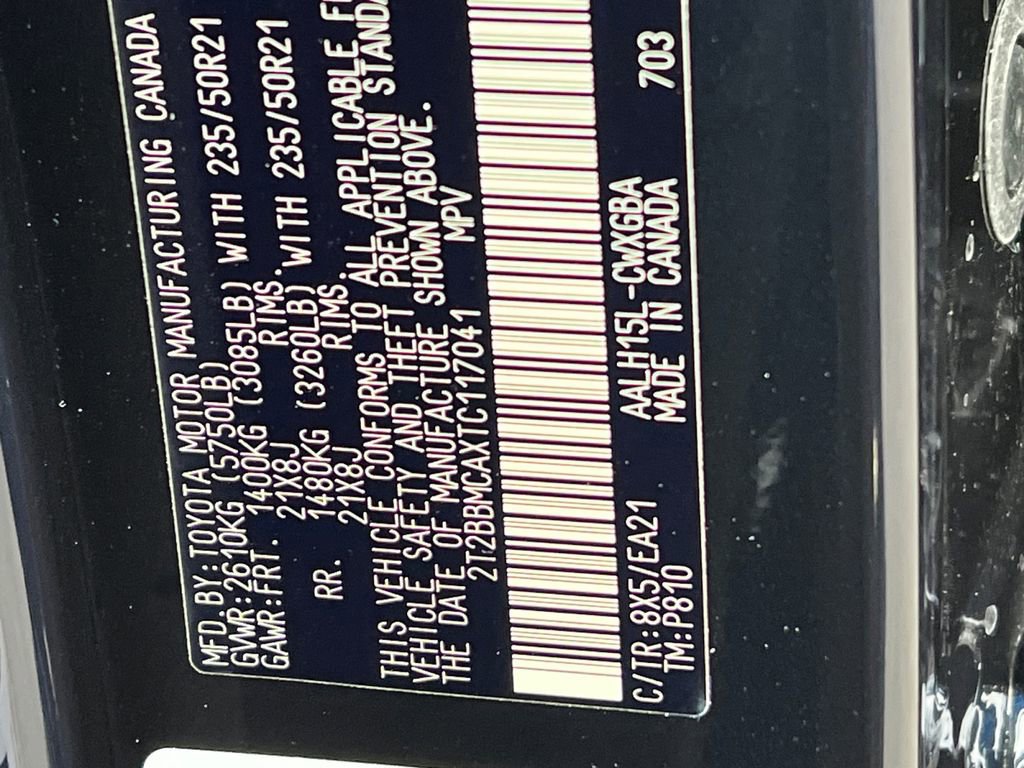 MFD.BY:TOYOTA MOTOR MANUFACTURING CANADA
GVWR:2610KG (5750LB)
GAWR:FRT. 1400KG (3085LB) WITH 235/50R21
21X8J RIMS.
RR. 1480KG (3260LB) WITH 235/50R21
21X8J RIMS.
THIS VEHICLE CONFORMS TO ALL APPLICABLE
VEHICLE SAFETY AND THEFT PREVENTION
THE DATE OF MANUFACTURE SHOWN ABOVE.
2T2BBMCAXTC117041 MPV
C/TR:8X5/EA21 AALH15L-CWXGBA
TM:P810 MADE IN CANADA 703